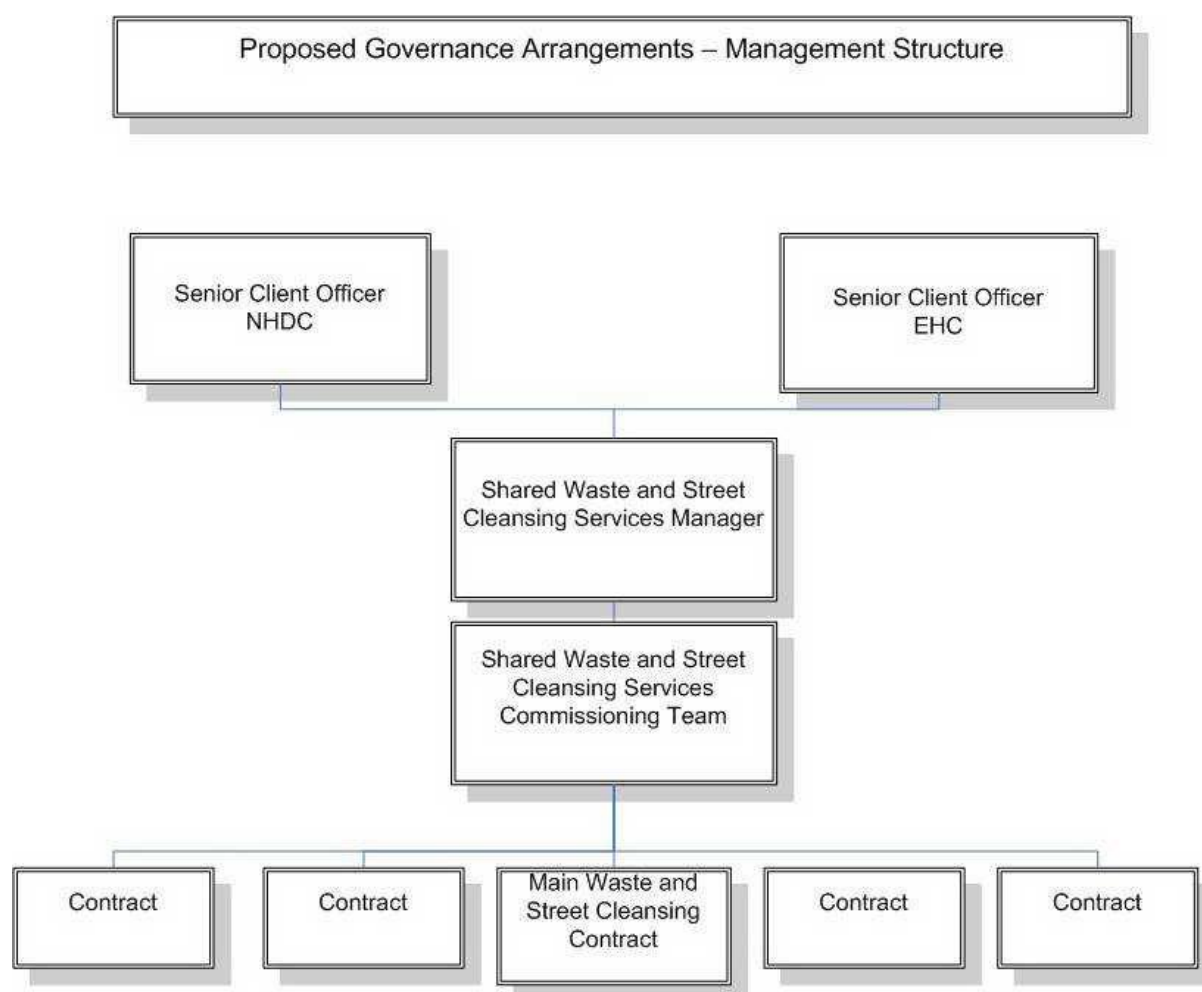 Proposed Governance Arrangements – Management Structure
Senior Client Officer
NHDC
Senior Client Officer
EHC
Shared Waste and Street
Cleansing Services Manager
Shared Waste and Street
Cleansing Services
Commissioning Team
Contract
Contract
Main Waste and
Street Cleansing
Contract
Contract
Contract